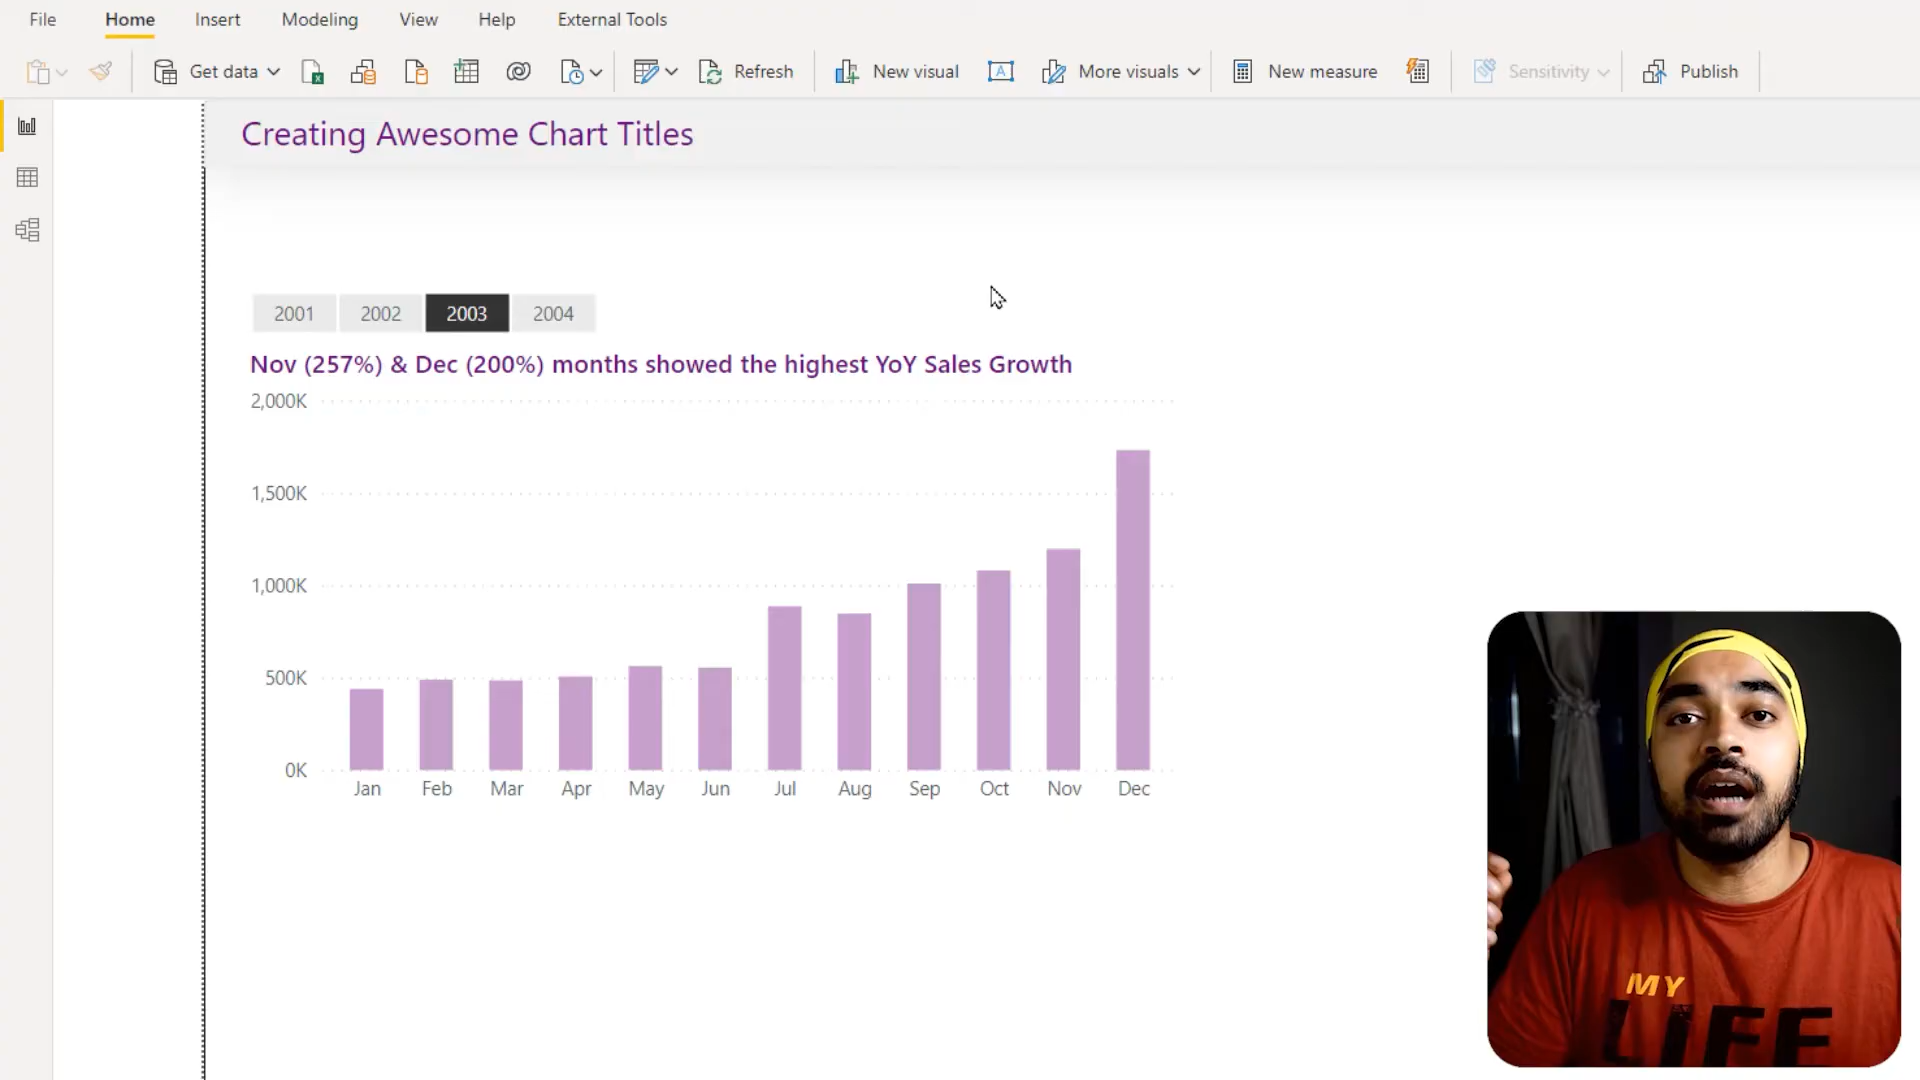 File Home Insert Modeling View Help External Tools
Get data Refresh New visual More visuals New measure Sensitivity Publish
Creating Awesome Chart Titles
2001 2002 2003 2004
Nov (257%) & Dec (200%) months showed the highest YoY Sales Growth
2,000K
1,500K
1,000K
500K
0K
Jan Feb Mar Apr May Jun Jul Aug Sep Oct Nov Dec
MY
LIFE